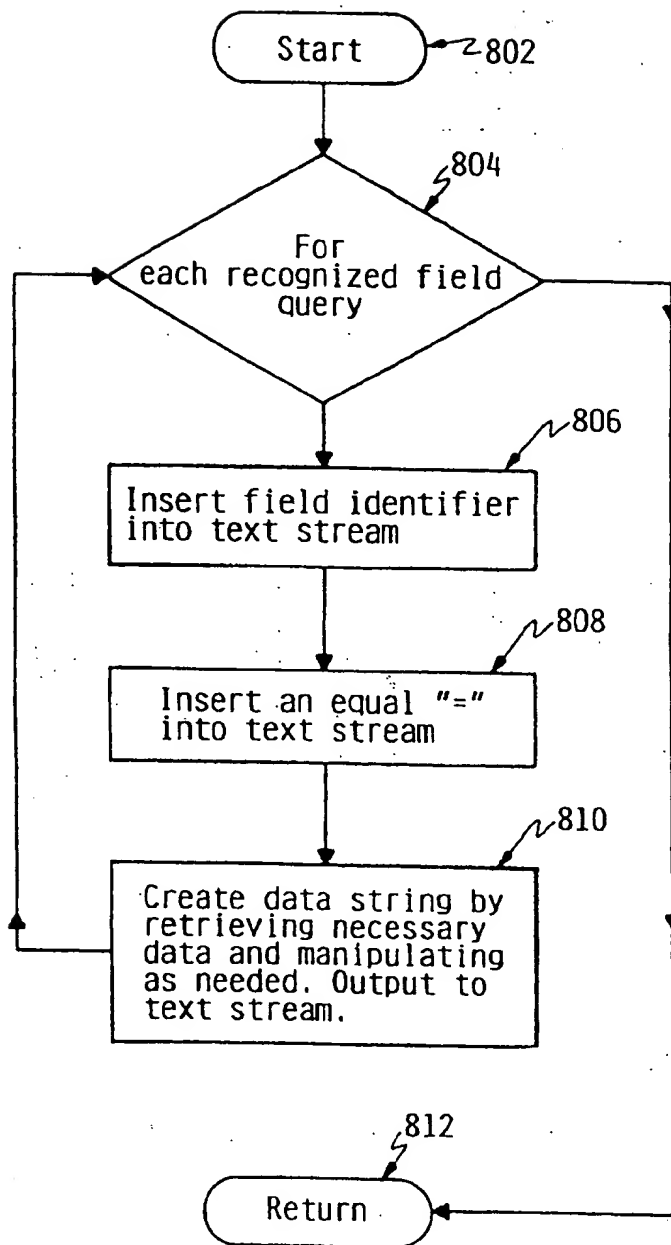 Start
802
804
For
each recognized field
query
806
Insert field identifier
into text stream
808
Insert an equal "="
into text stream
810
Create data string by
retrieving necessary
data and manipulating
as needed. Output to
text stream.
812
Return